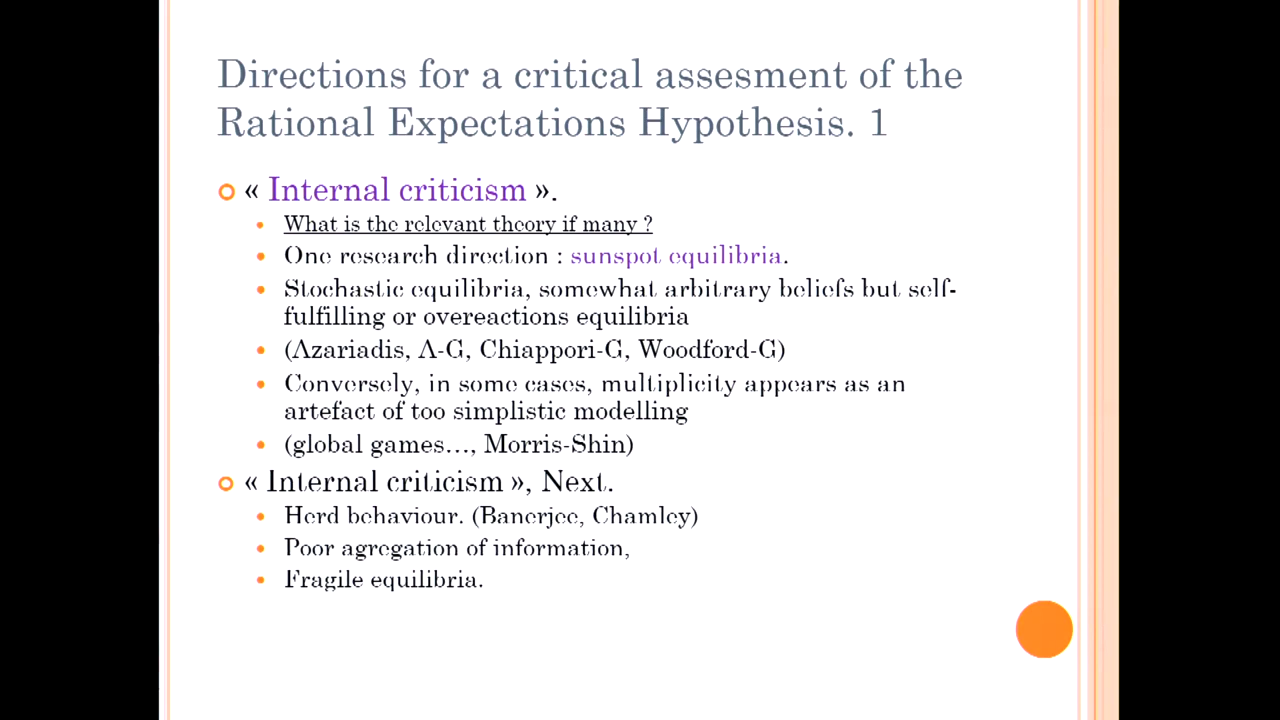 Directions for a critical assesment of the
Rational Expectations Hypothesis. 1
« Internal criticism ».
What is the relevant theory if many ?
One research direction : sunspot equilibria.
Stochastic equilibria, somewhat arbitrary beliefs but self-
fulfilling or overeactions equilibria
(Azariadis, A-G, Chiappori-G, Woodford-G)
Conversely, in some cases, multiplicity appears as an
artefact of too simplistic modelling
(global games…, Morris-Shin)
« Internal criticism », Next.
Herd behaviour. (Banerjee, Chamley)
Poor agregation of information,
Fragile equilibria.